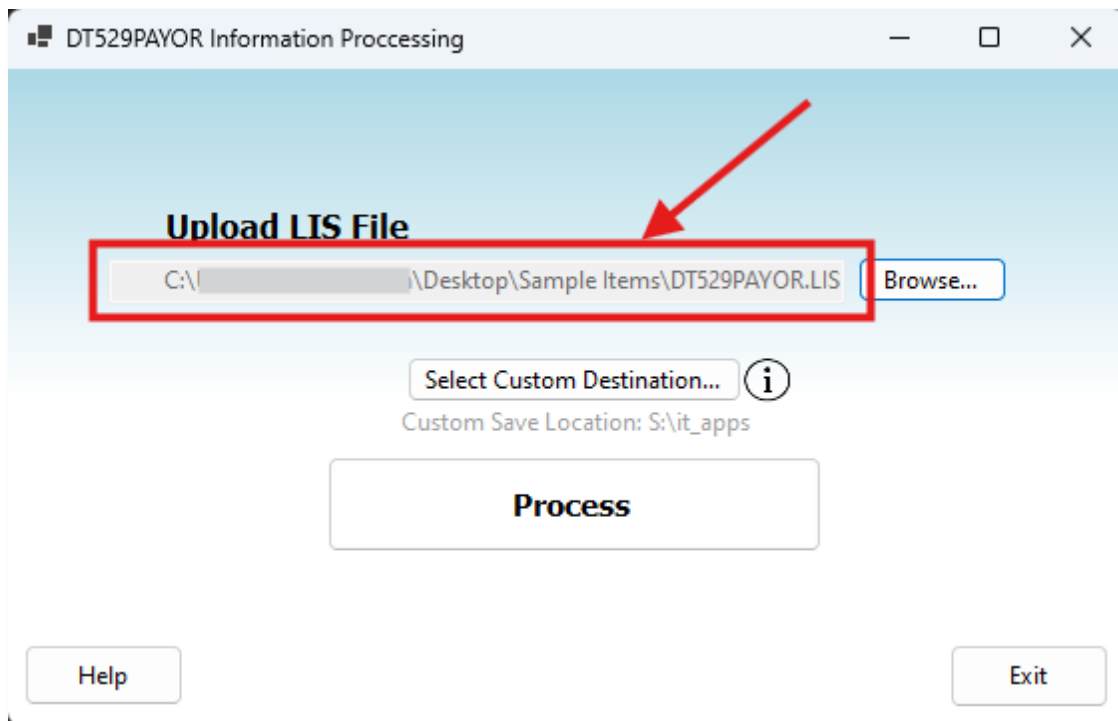 DT529PAYOR Information Proccessing
Upload LIS File
C:\ \Desktop\Sample Items\DT529PAYOR.LIS
Browse...
Select Custom Destination... i
Custom Save Location: S:\it_apps
Process
Help
Exit